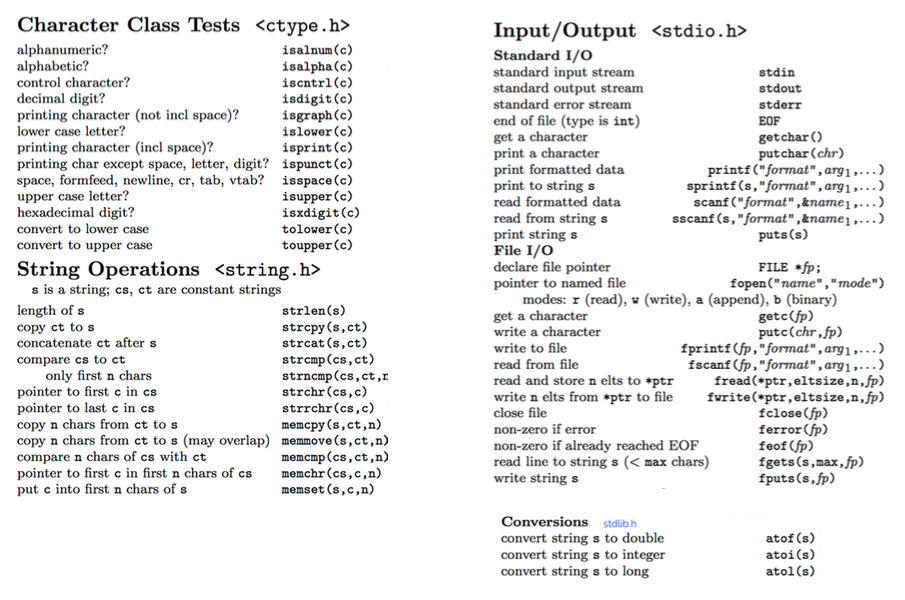 Character Class Tests <ctype.h>
alphanumeric? isalnum(c)
alphabetic? isalpha(c)
control character? iscntrl(c)
decimal digit? isdigit(c)
printing character (not incl space)? isgraph(c)
lower case letter? islower(c)
printing character (incl space)? isprint(c)
printing char except space, letter, digit? ispunct(c)
space, formfeed, newline, cr, tab, vtab? isspace(c)
upper case letter? isupper(c)
hexadecimal digit? isxdigit(c)
convert to lower case tolower(c)
convert to upper case toupper(c)
String Operations <string.h>
s is a string; cs, ct are constant strings
length of s strlen(s)
copy ct to s strcpy(s,ct)
concatenate ct after s strcat(s,ct)
compare cs to ct strcmp(cs,ct)
only first n chars strncmp(cs,ct,r
pointer to first c in cs strchr(cs,c)
pointer to last c in cs strrchr(cs,c)
copy n chars from ct to s memcpy(s,ct,n)
copy n chars from ct to s (may overlap) memmove(s,ct,n)
compare n chars of cs with ct memcmp(cs,ct,n)
pointer to first c in first n chars of cs memchr(cs,c,n)
put c into first n chars of s memset(s,c,n)
Input/Output <stdio.h>
Standard I/O
standard input stream stdin
standard output stream stdout
standard error stream stderr
end of file (type is int) EOF
get a character getchar()
print a character putchar(chr)
print formatted data printf("format",arg1,...)
print to string s sprintf(s,"format",arg1,...)
read formatted data scanf("format",&name1,...)
read from string s sscanf(s,"format",&name1,...)
print string s puts(s)
File I/O
declare file pointer FILE *fp;
pointer to named file fopen("name","mode")
modes: r (read), w (write), a (append), b (binary)
get a character getc(fp)
write a character putc(chr,fp)
write to file fprintf(fp,"format",arg1,...)
read from file fscanf(fp,"format",arg1,...)
read and store n elts to *ptr fread(*ptr,eltsize,n,fp)
write n elts from *ptr to file fwrite(*ptr,eltsize,n,fp)
close file fclose(fp)
non-zero if error ferror(fp)
non-zero if already reached EOF feof(fp)
read line to string s (< max chars) fgets(s,max,fp)
write string s fputs(s,fp)
Conversions stdlib.h
convert string s to double atof(s)
convert string s to integer atoi(s)
convert string s to long atol(s)